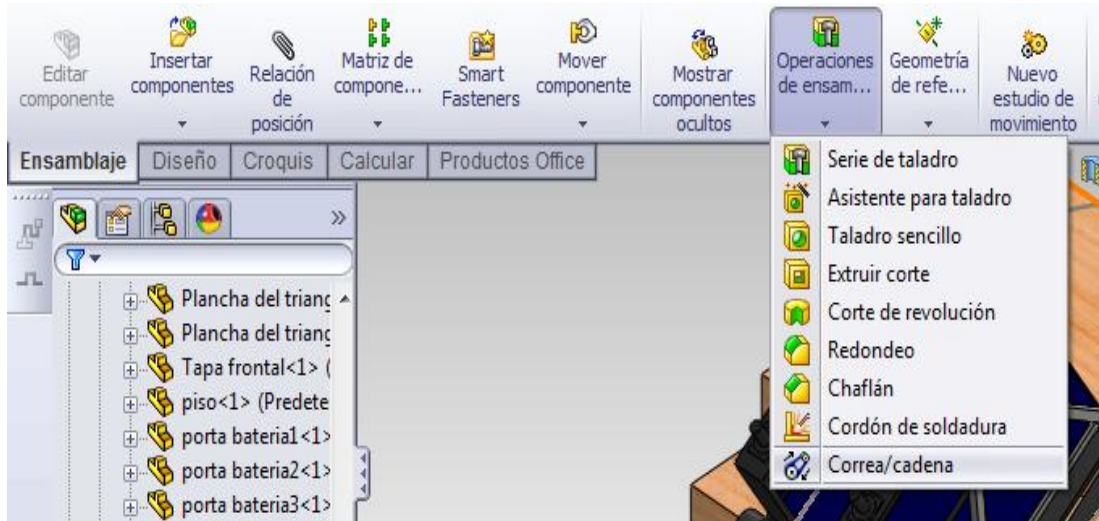 Editar
componente
Insertar
componentes
Relación
de
posición
Matriz de
compone...
Smart
Fasteners
Mover
componente
Mostrar
componentes
ocultos
Operaciones
de ensam...
Geometría
de refe...
Nuevo
estudio de
movimiento
Ensamblaje
Diseño
Croquis
Calcular
Productos Office
Serie de taladro
Asistente para taladro
Taladro sencillo
Extruir corte
Corte de revolución
Redondeo
Chaflán
Cordón de soldadura
Correa/cadena
Plancha del triang
Plancha del triang
Tapa frontal<1> (
piso<1> (Predete
porta bateria1<1>
porta bateria2<1>
porta bateria3<1>